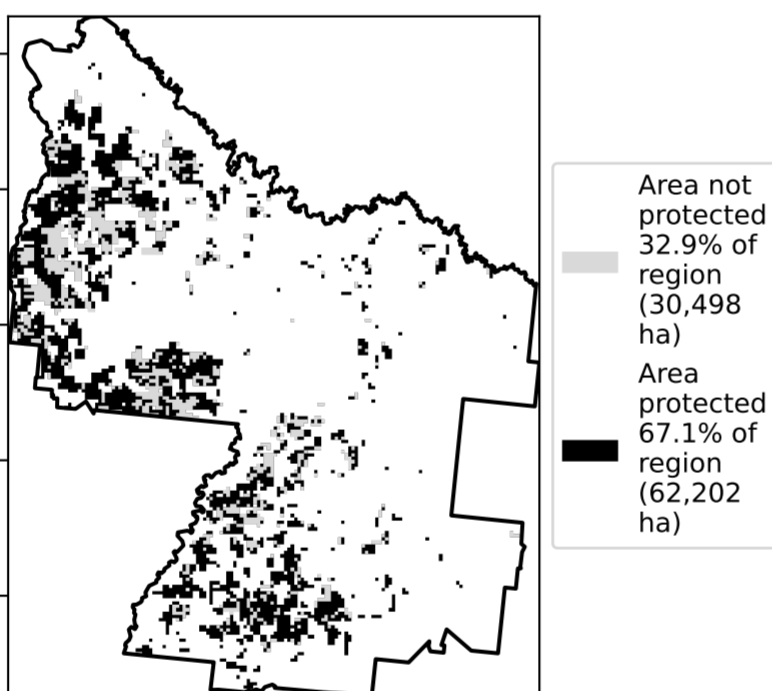 Area not
protected
32.9% of
region
(30,498
ha)
Area
protected
67.1% of
region
(62,202
ha)